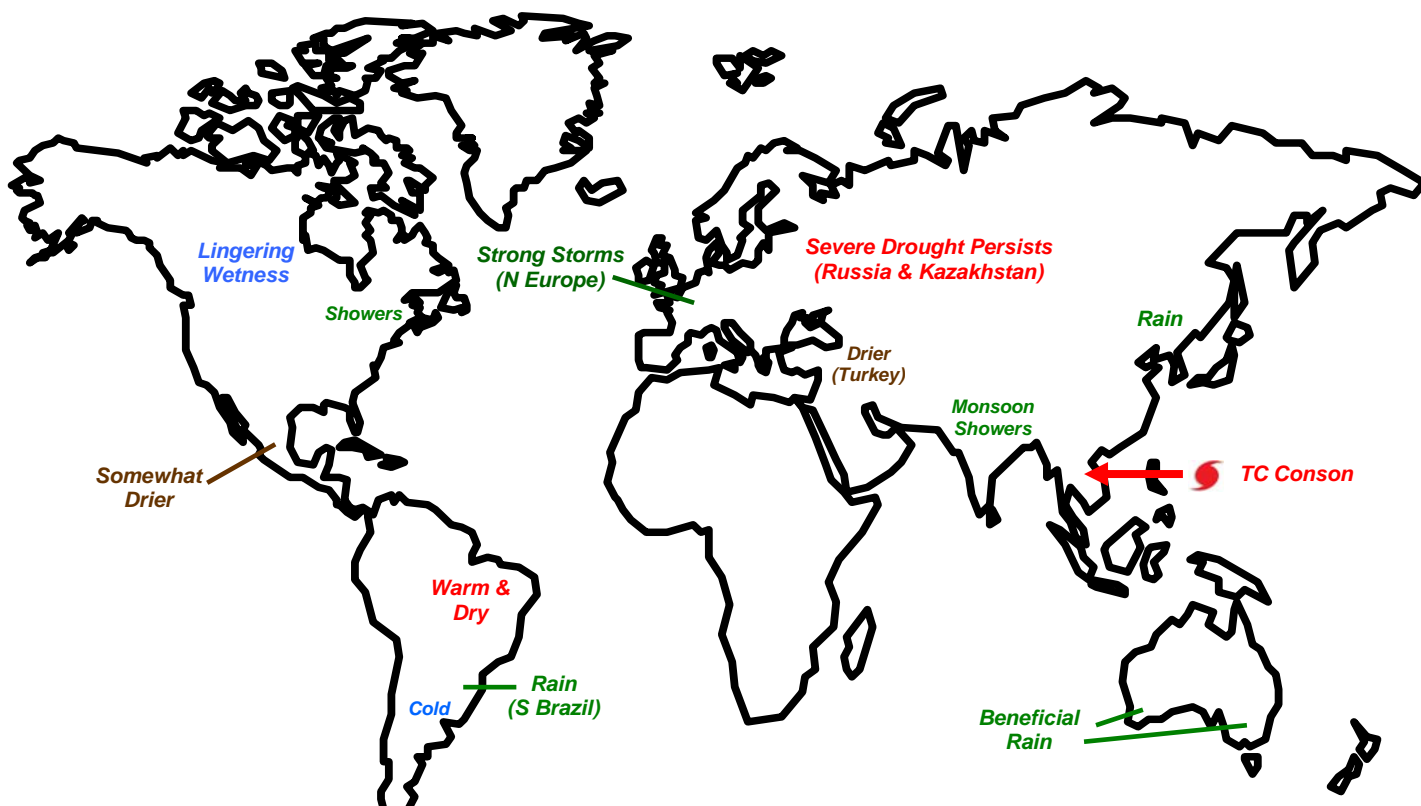 Lingering
Wetness
Strong Storms
(N Europe)
Severe Drought Persists
(Russia & Kazakhstan)
Showers
Rain
Drier
(Turkey)
Monsoon
Showers
Somewhat
Drier
TC Conson
Warm &
Dry
Rain
(S Brazil)
Cold
Beneficial
Rain